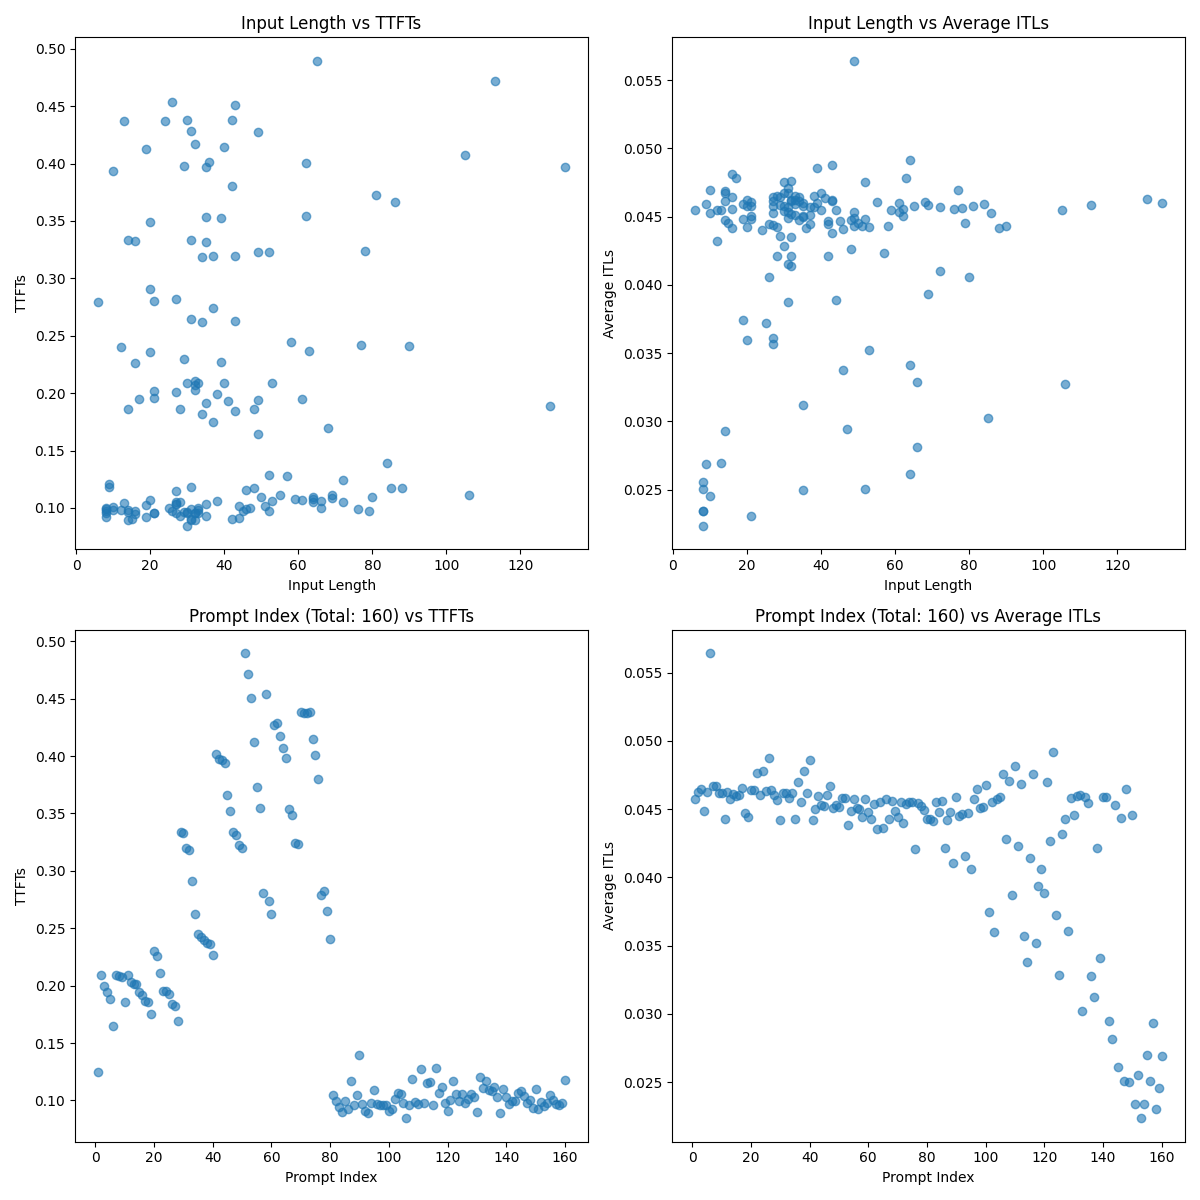 Input Length vs TTFTs
0.50
0.45
0.40
0.35
0.30
0.25
0.20
0.15
0.10
TTFTs
0 20 40 60 80 100 120
Input Length
Input Length vs Average ITLs
0.055
0.050
0.045
0.040
0.035
0.030
0.025
Average ITLs
0 20 40 60 80 100 120
Input Length
Prompt Index (Total: 160) vs TTFTs
0.50
0.45
0.40
0.35
0.30
0.25
0.20
0.15
0.10
TTFTs
0 20 40 60 80 100 120 140 160
Prompt Index
Prompt Index (Total: 160) vs Average ITLs
0.055
0.050
0.045
0.040
0.035
0.030
0.025
Average ITLs
0 20 40 60 80 100 120 140 160
Prompt Index